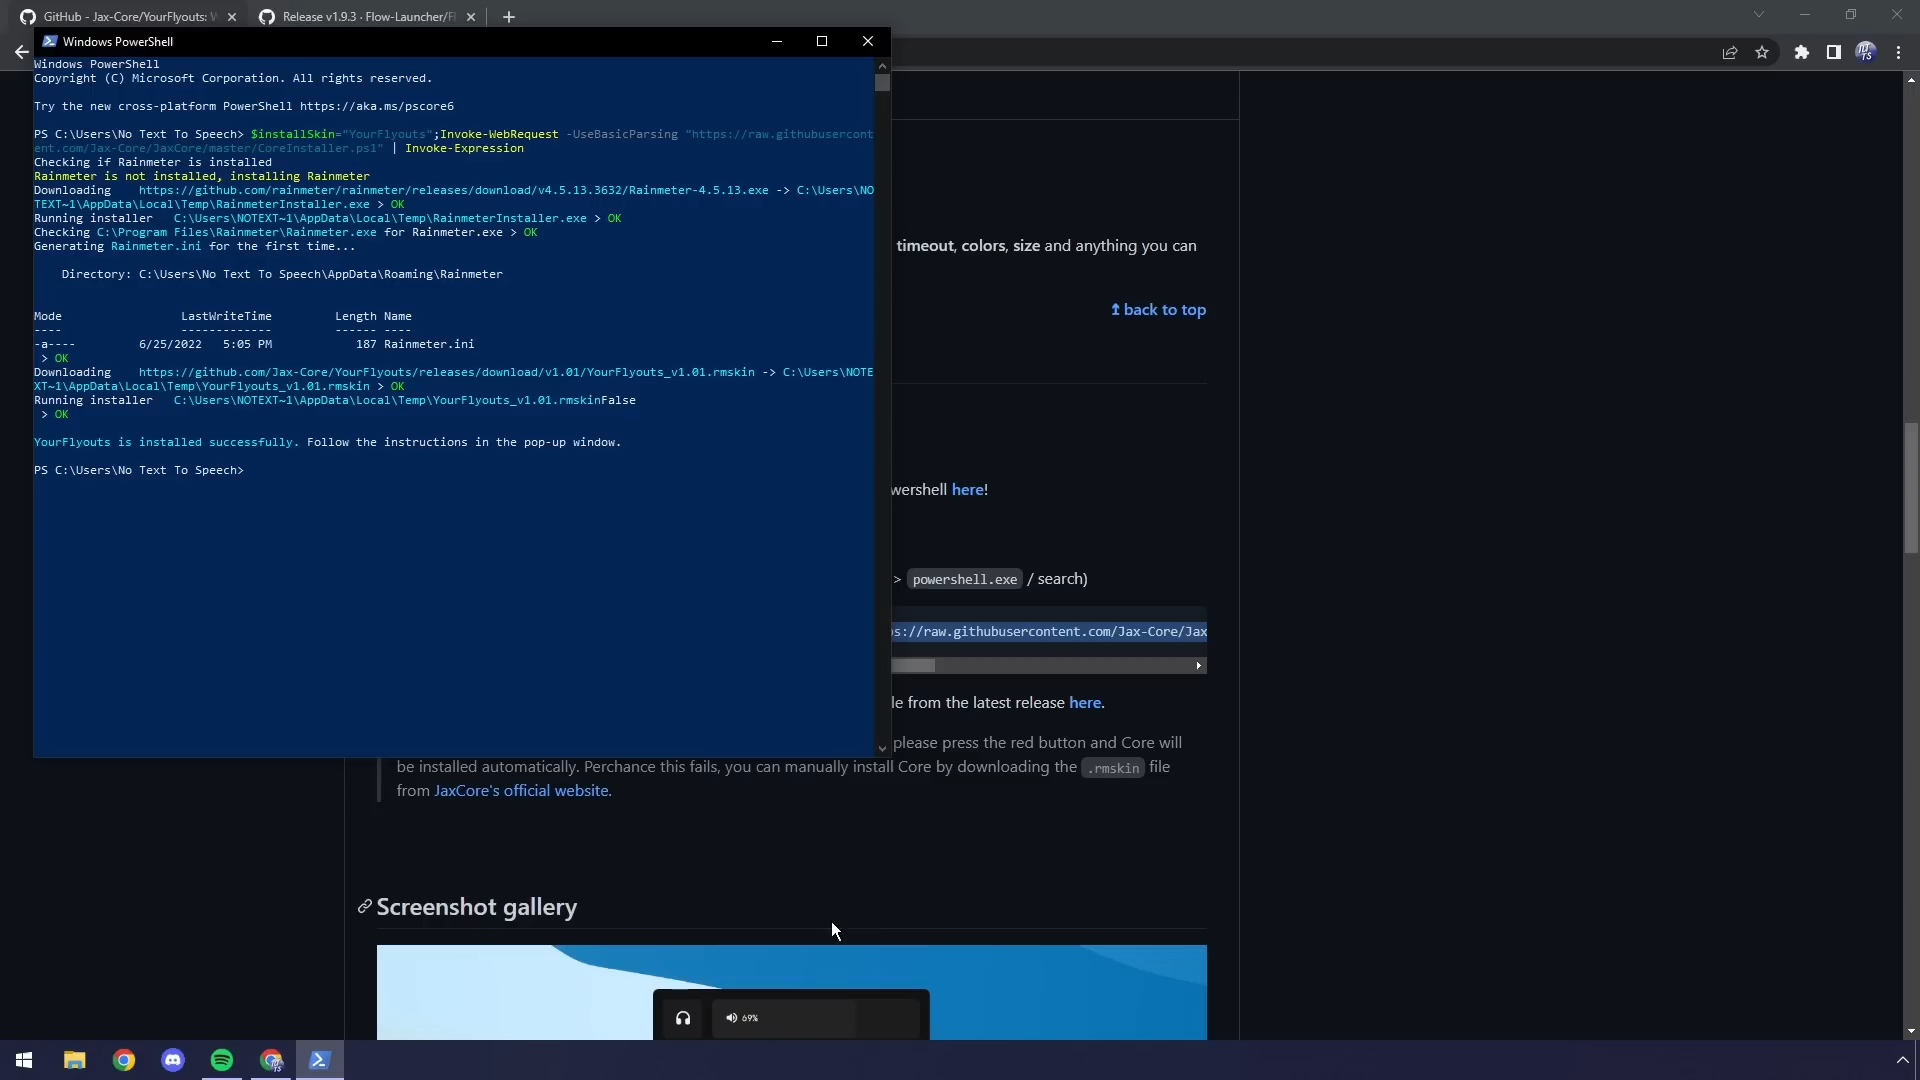 GitHub - Jax-Core/YourFlyouts: W
Release v1.9.3 · Flow-Launcher/Fl
Windows PowerShell
Windows PowerShell
Copyright (C) Microsoft Corporation. All rights reserved.
Try the new cross-platform PowerShell https://aka.ms/pscore6
PS C:\Users\No Text To Speech> $installSkin="YourFlyouts";Invoke-WebRequest -UseBasicParsing "https://raw.githubusercont
ent.com/Jax-Core/JaxCore/master/CoreInstaller.ps1" | Invoke-Expression
Checking if Rainmeter is installed
Rainmeter is not installed, installing Rainmeter
Downloading    https://github.com/rainmeter/rainmeter/releases/download/v4.5.13.3632/Rainmeter-4.5.13.exe -> C:\Users\NO
TEXT~1\AppData\Local\Temp\RainmeterInstaller.exe > OK
Running installer   C:\Users\NOTEXT~1\AppData\Local\Temp\RainmeterInstaller.exe > OK
Checking C:\Program Files\Rainmeter\Rainmeter.exe for Rainmeter.exe > OK
Generating Rainmeter.ini for the first time...
Directory: C:\Users\No Text To Speech\AppData\Roaming\Rainmeter
Mode                 LastWriteTime         Length Name
----                 -------------         ------ ----
-a----         6/25/2022   5:05 PM            187 Rainmeter.ini
> OK
Downloading    https://github.com/Jax-Core/YourFlyouts/releases/download/v1.01/YourFlyouts_v1.01.rmskin -> C:\Users\NOTE
XT~1\AppData\Local\Temp\YourFlyouts_v1.01.rmskin > OK
Running installer   C:\Users\NOTEXT~1\AppData\Local\Temp\YourFlyouts_v1.01.rmskinFalse
> OK
YourFlyouts is installed successfully. Follow the instructions in the pop-up window.
PS C:\Users\No Text To Speech>
timeout, colors, size and anything you can
↥ back to top
wershell here!
> powershell.exe / search)
s://raw.githubusercontent.com/Jax-Core/Jax
le from the latest release here.
please press the red button and Core will
be installed automatically. Perchance this fails, you can manually install Core by downloading the .rmskin file
from JaxCore's official website.
Screenshot gallery
69%